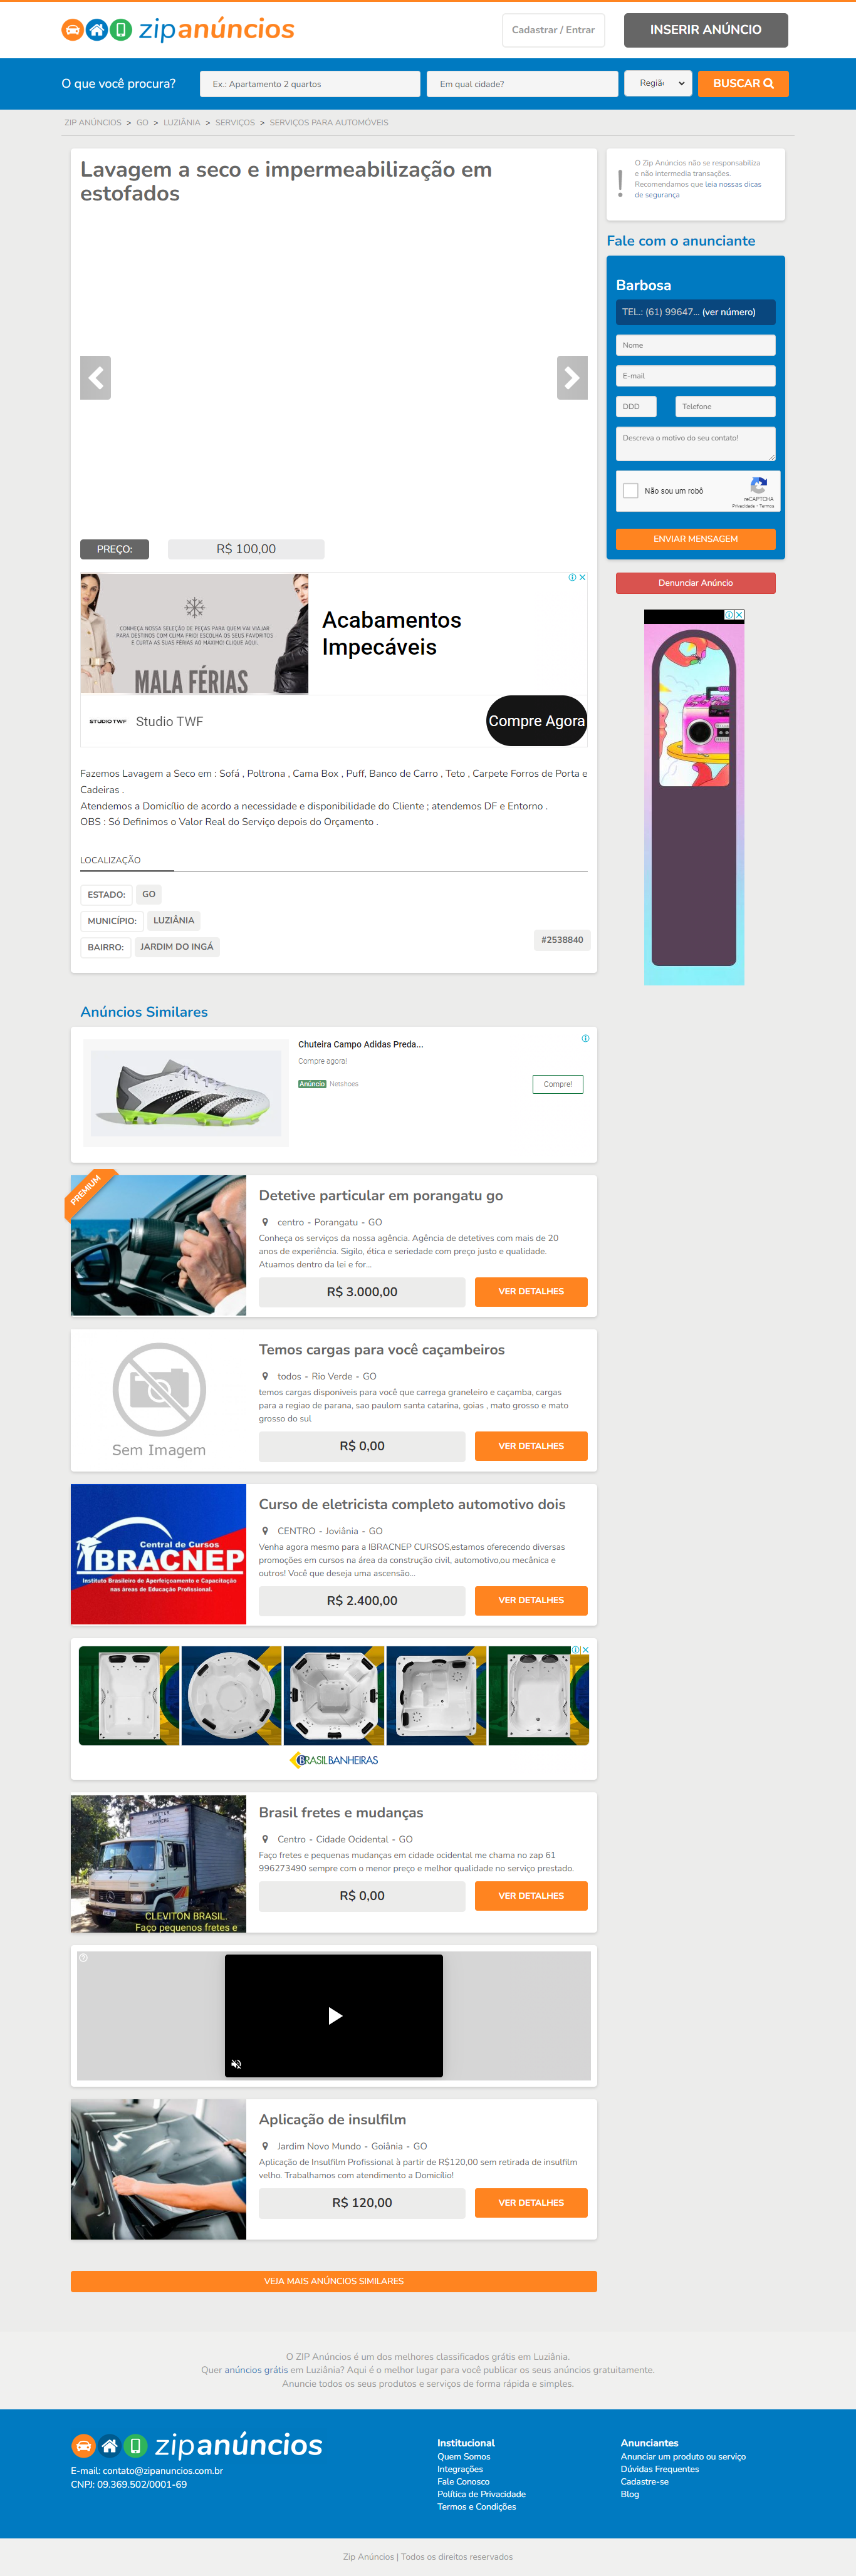 zipanúncios
Cadastrar / Entrar
INSERIR ANÚNCIO
O que você procura?
Ex.: Apartamento 2 quartos
Em qual cidade?
Regiã
BUSCAR
ZIP ANÚNCIOS > GO > LUZIÂNIA > SERVIÇOS > SERVIÇOS PARA AUTOMÓVEIS
Lavagem a seco e impermeabilização em
estofados
O Zip Anúncios não se responsabiliza
e não intermedia transações.
Recomendamos que leia nossas dicas
de segurança
Fale com o anunciante
Barbosa
TEL.: (61) 99647... (ver número)
Nome
E-mail
DDD
Telefone
Descreva o motivo do seu contato!
Não sou um robô
reCAPTCHA
Privacidade - Termos
ENVIAR MENSAGEM
Denunciar Anúncio
PREÇO:
R$ 100,00
CONHEÇA NOSSA SELEÇÃO DE PEÇAS PARA QUEM VAI VIAJAR
PARA DESTINOS COM CLIMA FRIO! ESCOLHA OS SEUS FAVORITOS
E CURTA AS SUAS FÉRIAS AO MÁXIMO! CLIQUE AQUI.
MALA FÉRIAS
Acabamentos
Impecáveis
STUDIO TWF
Studio TWF
Compre Agora
Fazemos Lavagem a Seco em : Sofá , Poltrona , Cama Box , Puff, Banco de Carro , Teto , Carpete Forros de Porta e
Cadeiras .
Atendemos a Domicílio de acordo a necessidade e disponibilidade do Cliente ; atendemos DF e Entorno .
OBS : Só Definimos o Valor Real do Serviço depois do Orçamento .
LOCALIZAÇÃO
ESTADO:
GO
MUNICÍPIO:
LUZIÂNIA
BAIRRO:
JARDIM DO INGÁ
#2538840
Anúncios Similares
Chuteira Campo Adidas Preda...
Compre agora!
Anúncio Netshoes
Compre!
PREMIUM
Detetive particular em porangatu go
centro - Porangatu - GO
Conheça os serviços da nossa agência. Agência de detetives com mais de 20
anos de experiência. Sigilo, ética e seriedade com preço justo e qualidade.
Atuamos dentro da lei e for...
R$ 3.000,00
VER DETALHES
Sem Imagem
Temos cargas para você caçambeiros
todos - Rio Verde - GO
temos cargas disponiveis para você que carrega graneleiro e caçamba, cargas
para a regiao de parana, sao paulom santa catarina, goias , mato grosso e mato
grosso do sul
R$ 0,00
VER DETALHES
Central de Cursos
IBRACNEP
Instituto Brasileiro de Aperfeiçoamento e Capacitação
nas áreas de Educação Profissional.
Curso de eletricista completo automotivo dois
CENTRO - Joviânia - GO
Venha agora mesmo para a IBRACNEP CURSOS,estamos oferecendo diversas
promoções em cursos na área da construção civil, automotivo,ou mecânica e
outros! Você que deseja uma ascensão...
R$ 2.400,00
VER DETALHES
BRASIL BANHEIRAS
CLEVITON BRASIL.
Faço pequenos fretes e
Brasil fretes e mudanças
Centro - Cidade Ocidental - GO
Faço fretes e pequenas mudanças em cidade ocidental me chama no zap 61
996273490 sempre com o menor preço e melhor qualidade no serviço prestado.
R$ 0,00
VER DETALHES
Aplicação de insulfilm
Jardim Novo Mundo - Goiânia - GO
Aplicação de Insulfilm Profissional à partir de R$120,00 sem retirada de insulfilm
velho. Trabalhamos com atendimento a Domicílio!
R$ 120,00
VER DETALHES
VEJA MAIS ANÚNCIOS SIMILARES
O ZIP Anúncios é um dos melhores classificados grátis em Luziânia.
Quer anúncios grátis em Luziânia? Aqui é o melhor lugar para você publicar os seus anúncios gratuitamente.
Anuncie todos os seus produtos e serviços de forma rápida e simples.
zipanúncios
E-mail: contato@zipanuncios.com.br
CNPJ: 09.369.502/0001-69
Institucional
Quem Somos
Integrações
Fale Conosco
Política de Privacidade
Termos e Condições
Anunciantes
Anunciar um produto ou serviço
Dúvidas Frequentes
Cadastre-se
Blog
Zip Anúncios | Todos os direitos reservados